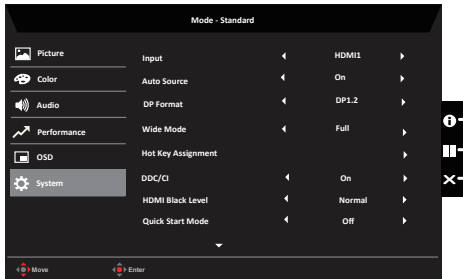 Mode - Standard
Picture
Color
Audio
Performance
OSD
System
Input HDMI1
Auto Source On
DP Format DP1.2
Wide Mode Full
Hot Key Assignment
DDC/CI On
HDMI Black Level Normal
Quick Start Mode Off
Move Enter